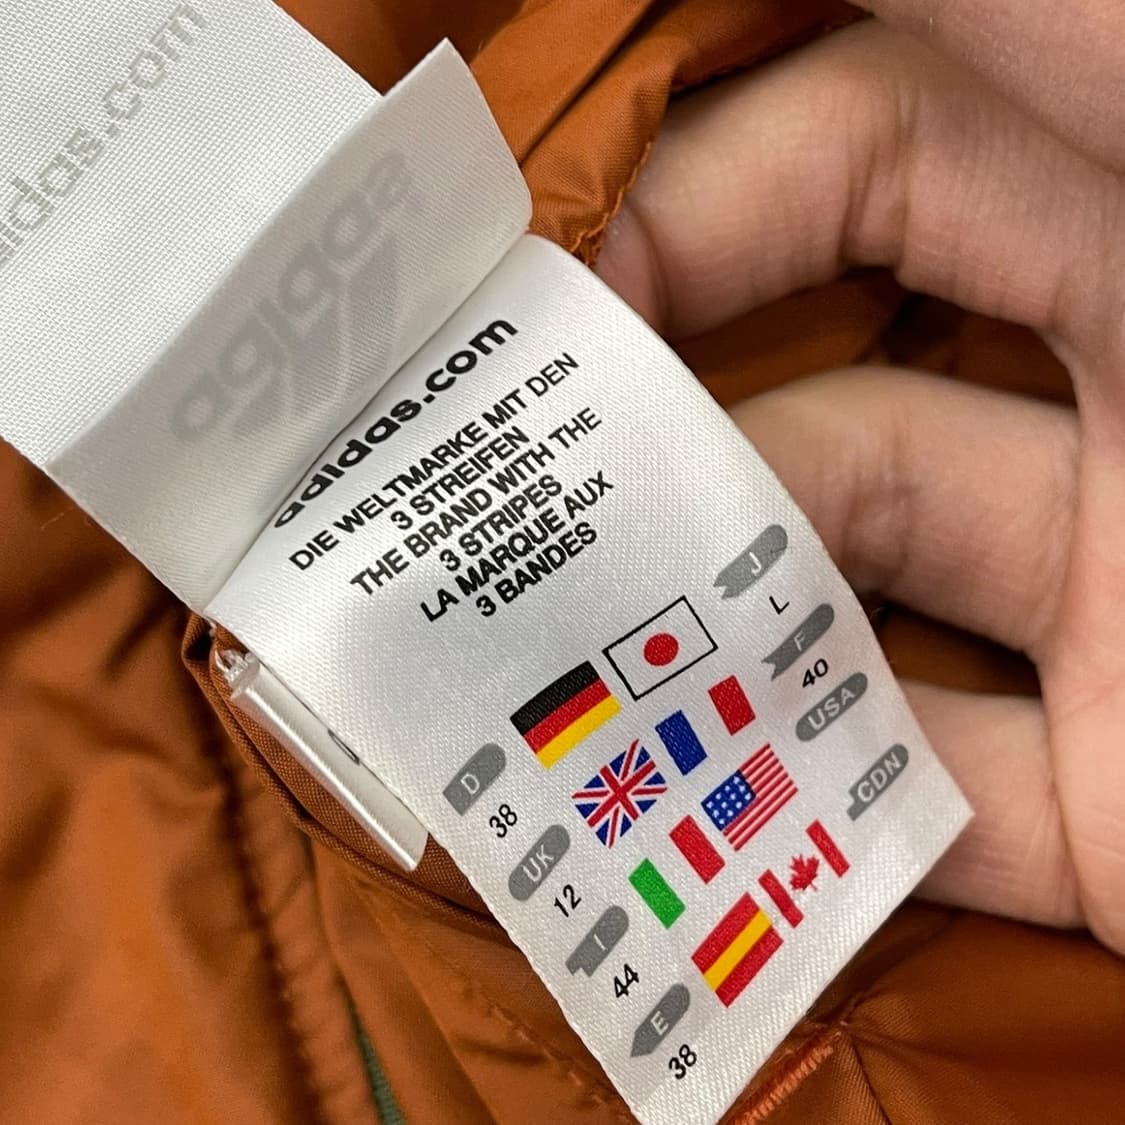 adidas.com
adidas
adidas.com
DIE WELTMARKE MIT DEN
3 STREIFEN
THE BRAND WITH THE
3 STRIPES
LA MARQUE AUX
3 BANDES
D
38
J
L
UK
12
F
40
I
44
USA
E
38
CDN